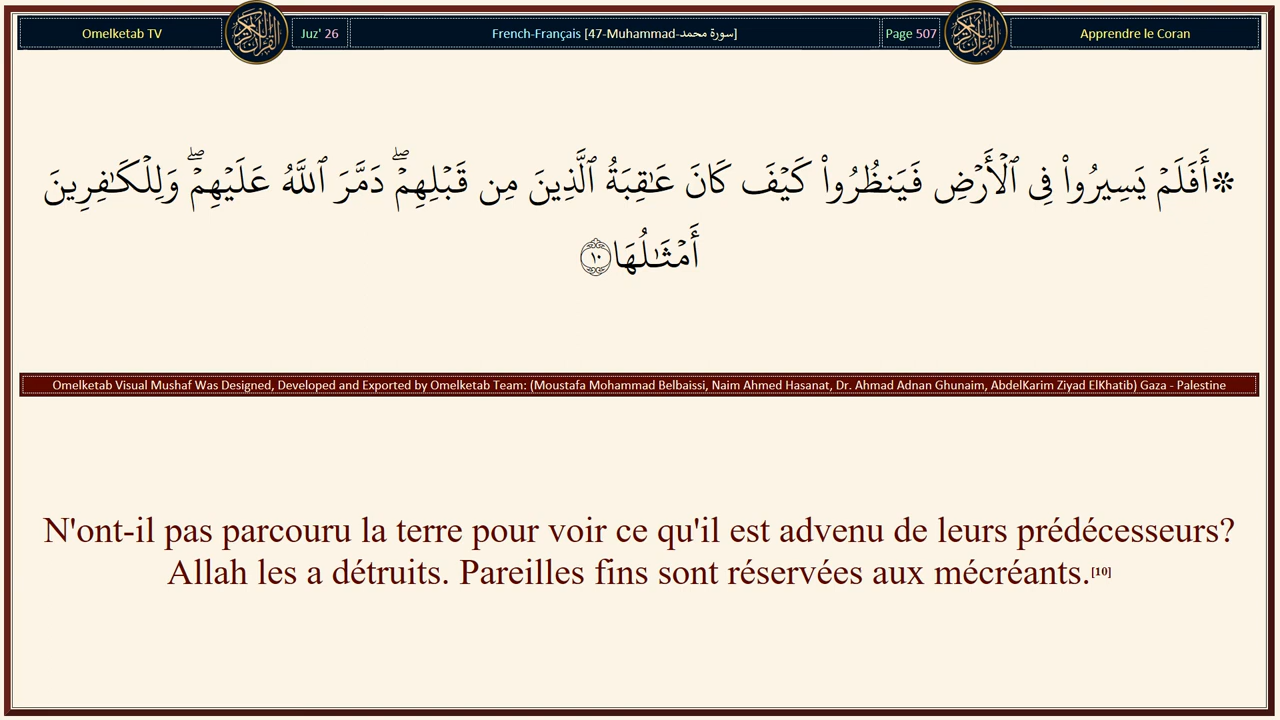 Omelketab TV
Juz' 26
French-Français [47-Muhammad-سورة محمد]
Page 507
Apprendre le Coran
۞أَفَلَمۡ يَسِيرُواْ فِي ٱلۡأَرۡضِ فَيَنظُرُواْ كَيۡفَ كَانَ عَٰقِبَةُ ٱلَّذِينَ مِن قَبۡلِهِمۡۖ دَمَّرَ ٱللَّهُ عَلَيۡهِمۡۖ وَلِلۡكَٰفِرِينَ
أَمۡثَٰلُهَا ١٠
Omelketab Visual Mushaf Was Designed, Developed and Exported by Omelketab Team: (Moustafa Mohammad Belbaissi, Naim Ahmed Hasanat, Dr. Ahmad Adnan Ghunaim, AbdelKarim Ziyad ElKhatib) Gaza - Palestine
N'ont-il pas parcouru la terre pour voir ce qu'il est advenu de leurs prédécesseurs?
Allah les a détruits. Pareilles fins sont réservées aux mécréants.[10]